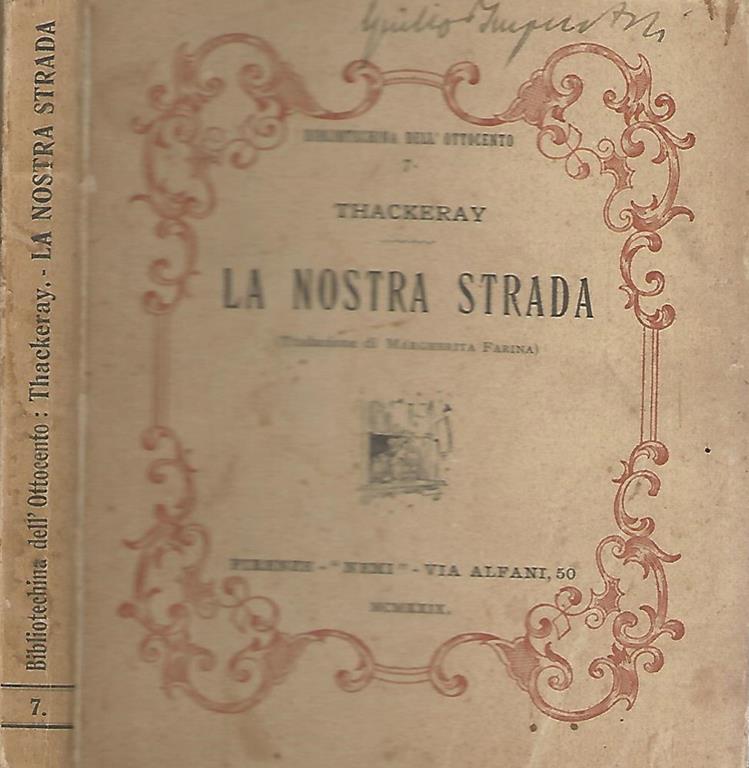 Bibliotechina dell' Ottocento : Thackeray. - LA NOSTRA STRADA
7.
Giulio
BIBLIOTECHINA DELL' OTTOCENTO
7.
THACKERAY
LA NOSTRA STRADA
(Traduzione di MARGHERITA FARINA)
FIRENZE - "NEMI" - VIA ALFANI, 50
MCMXXIX.